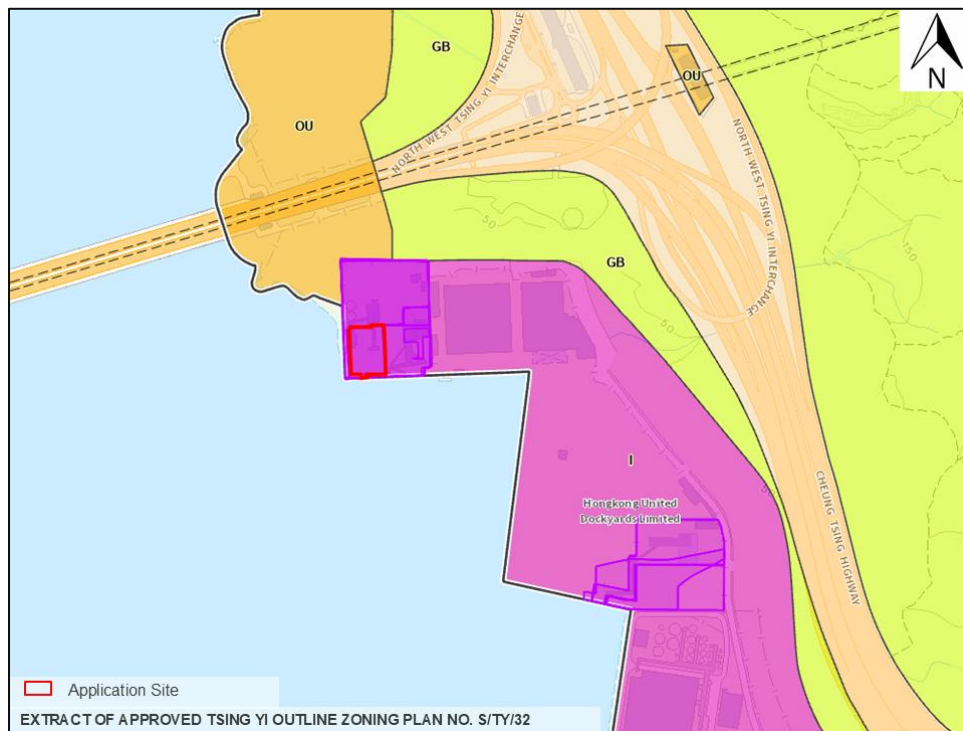 GB
N
OU
OU
NORTH WEST TSING YI INTERCHANGE
NORTH WEST TSING YI INTERCHANGE
50
150
GB
50
I
Hongkong United
Dockyards Limited
50
CHEUNG TSING HIGHWAY
Application Site
EXTRACT OF APPROVED TSING YI OUTLINE ZONING PLAN NO. S/TY/32